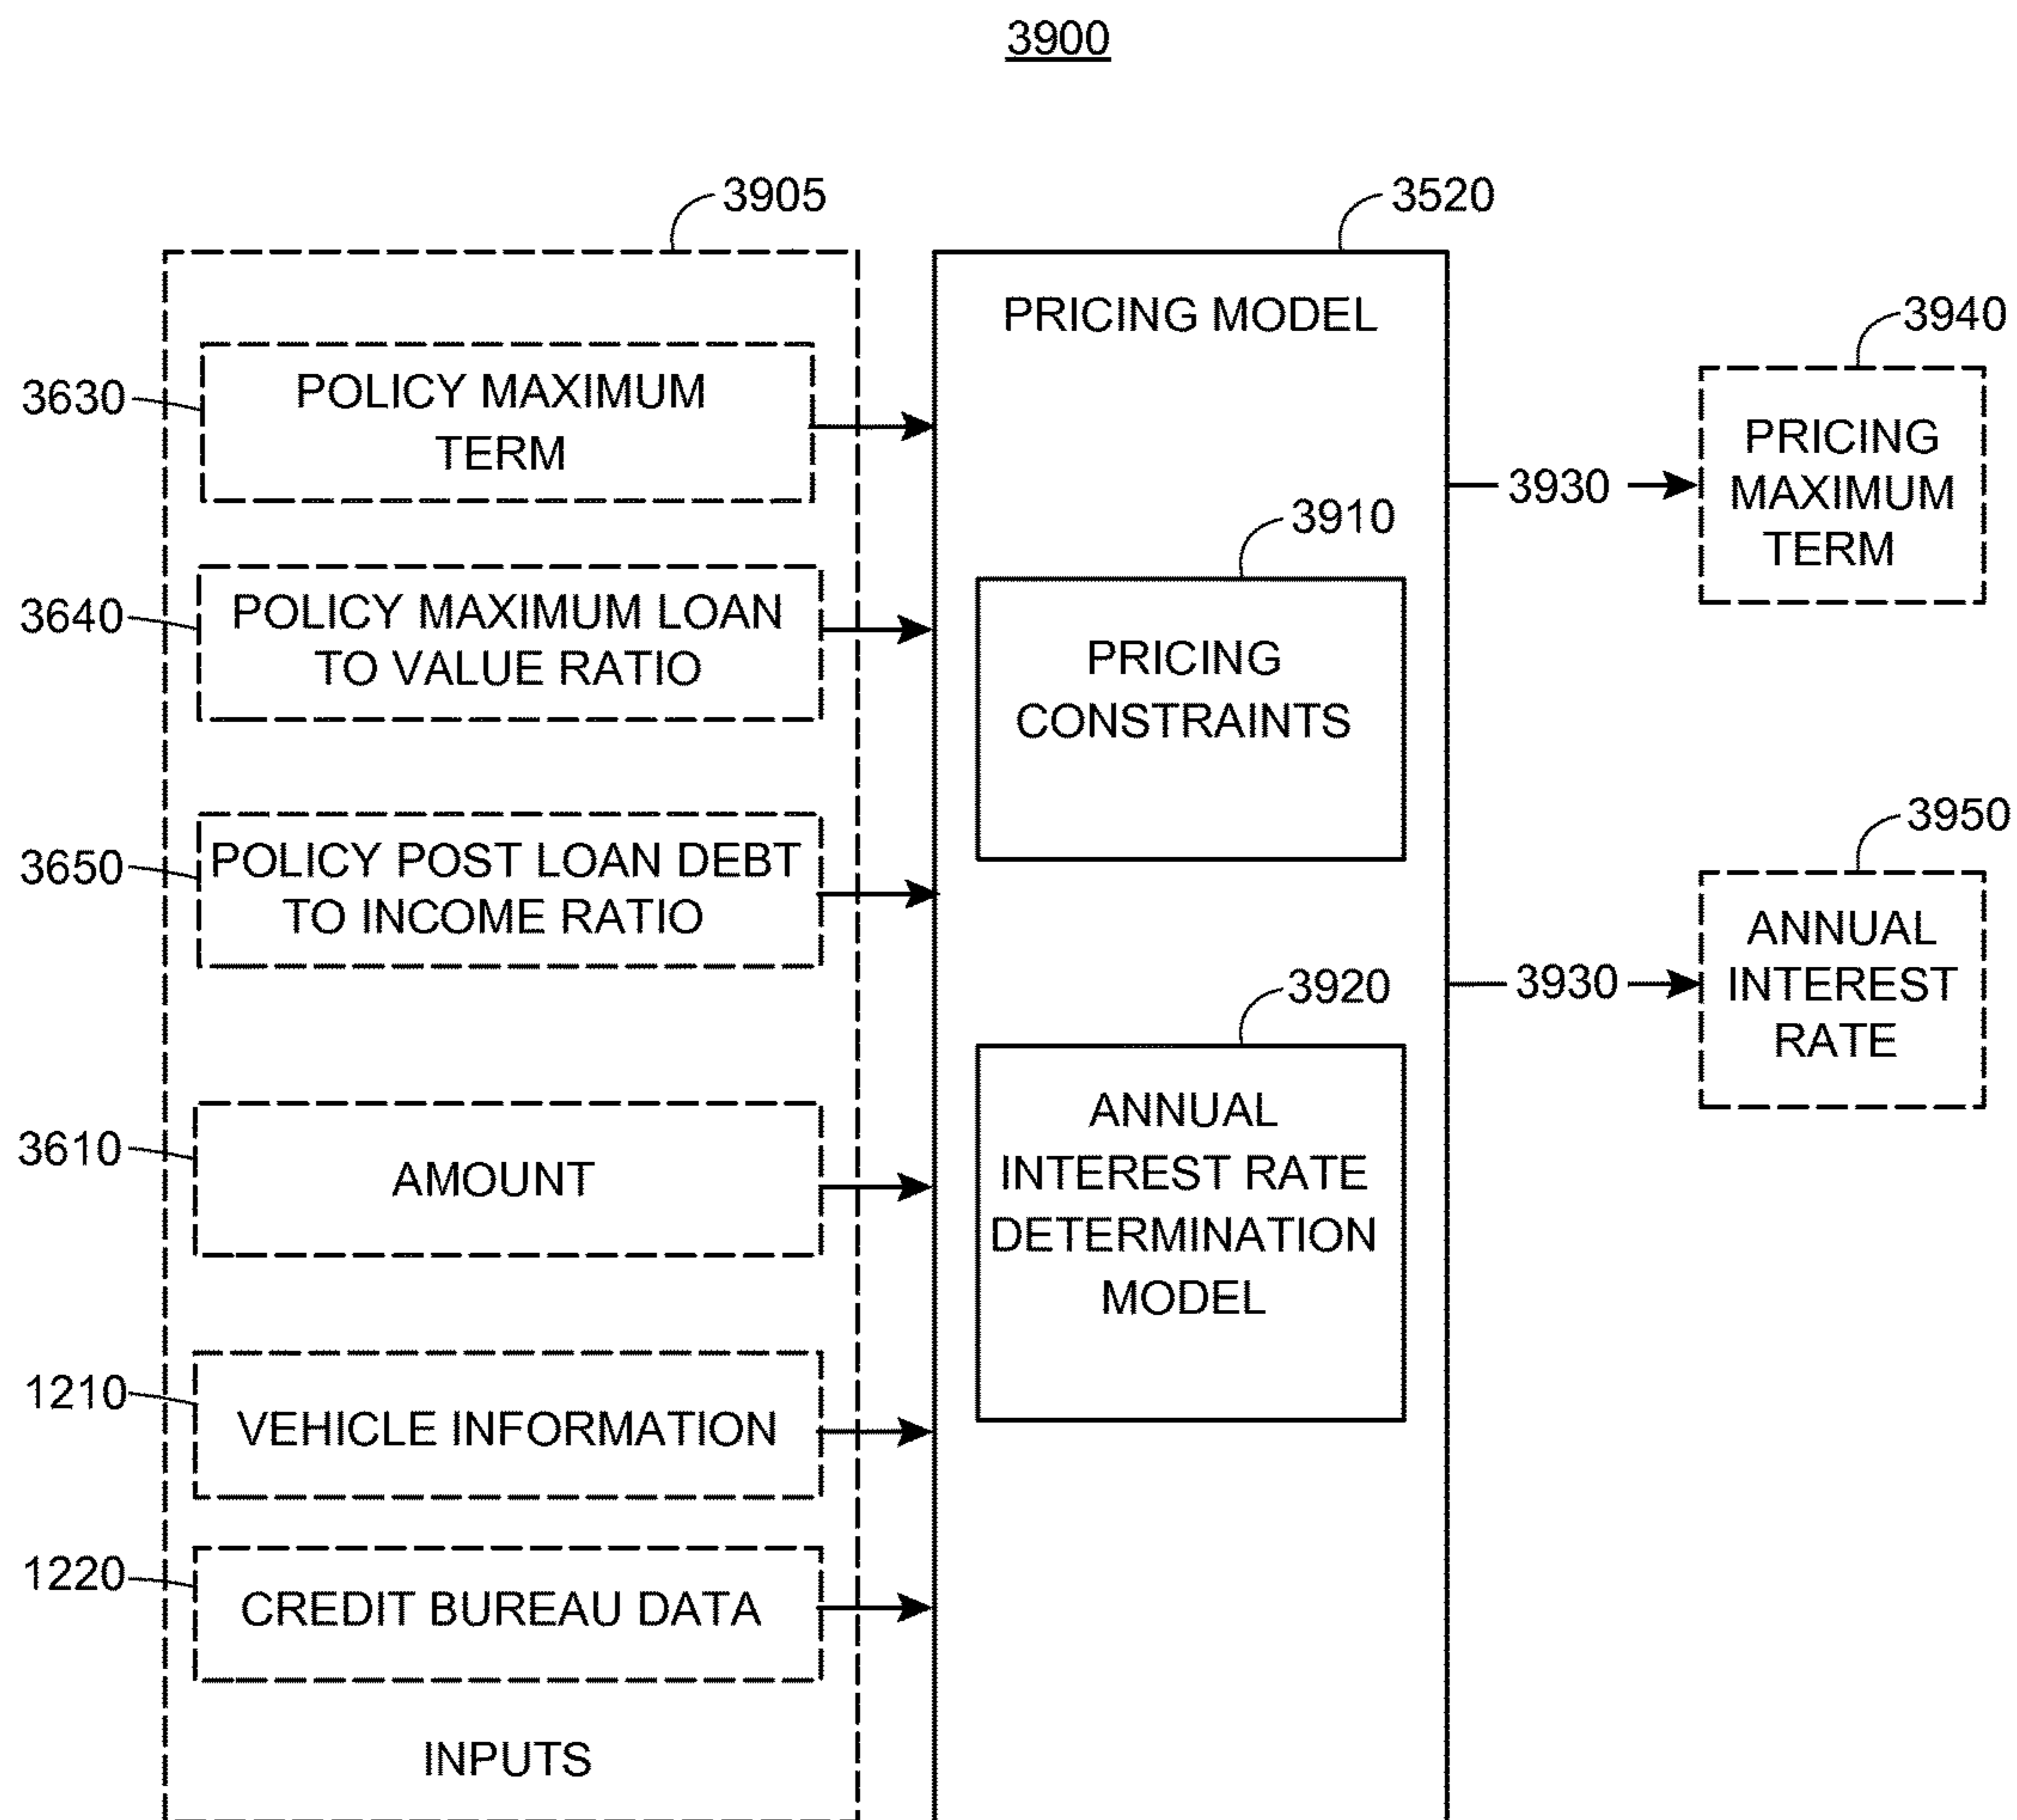 3900
3905
3520
PRICING MODEL
3940
3630
POLICY MAXIMUM
TERM
PRICING
MAXIMUM
TERM
3930
3910
3640
POLICY MAXIMUM LOAN
TO VALUE RATIO
PRICING
CONSTRAINTS
3950
3650
POLICY POST LOAN DEBT
TO INCOME RATIO
ANNUAL
INTEREST
RATE
3930
3920
3610
AMOUNT
ANNUAL
INTEREST RATE
DETERMINATION
MODEL
1210
VEHICLE INFORMATION
1220
CREDIT BUREAU DATA
INPUTS